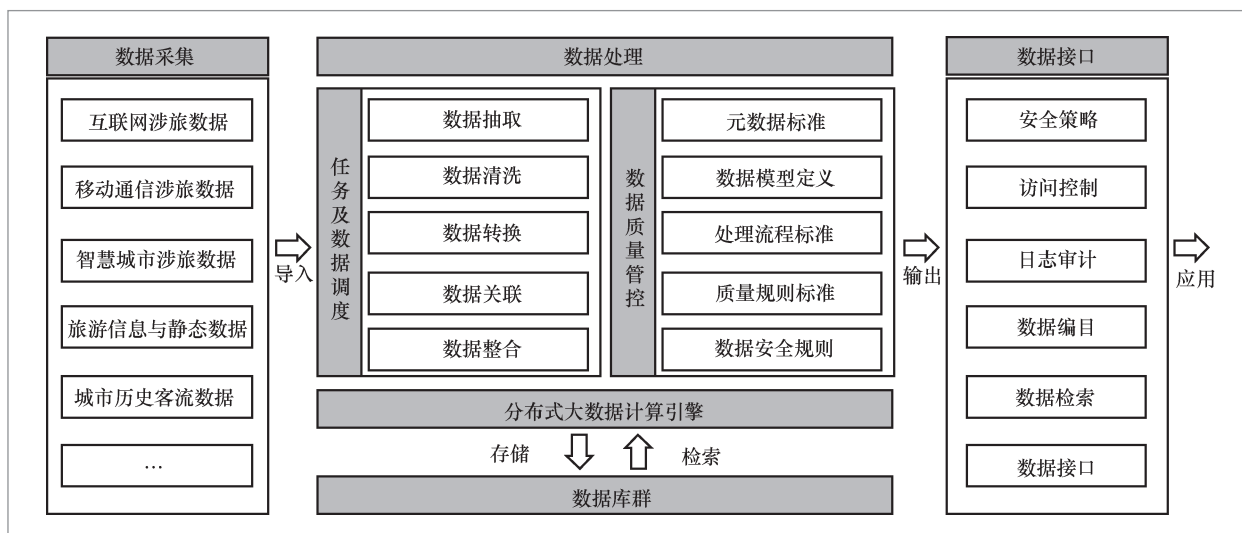 数据采集
互联网涉旅数据
移动通信涉旅数据
智慧城市涉旅数据
旅游信息与静态数据
城市历史客流数据
…
导入
数据处理
任务及数据调度
数据抽取
数据清洗
数据转换
数据关联
数据整合
数据质量管控
元数据标准
数据模型定义
处理流程标准
质量规则标准
数据安全规则
分布式大数据计算引擎
存储
检索
数据库群
输出
数据接口
安全策略
访问控制
日志审计
数据编目
数据检索
数据接口
应用